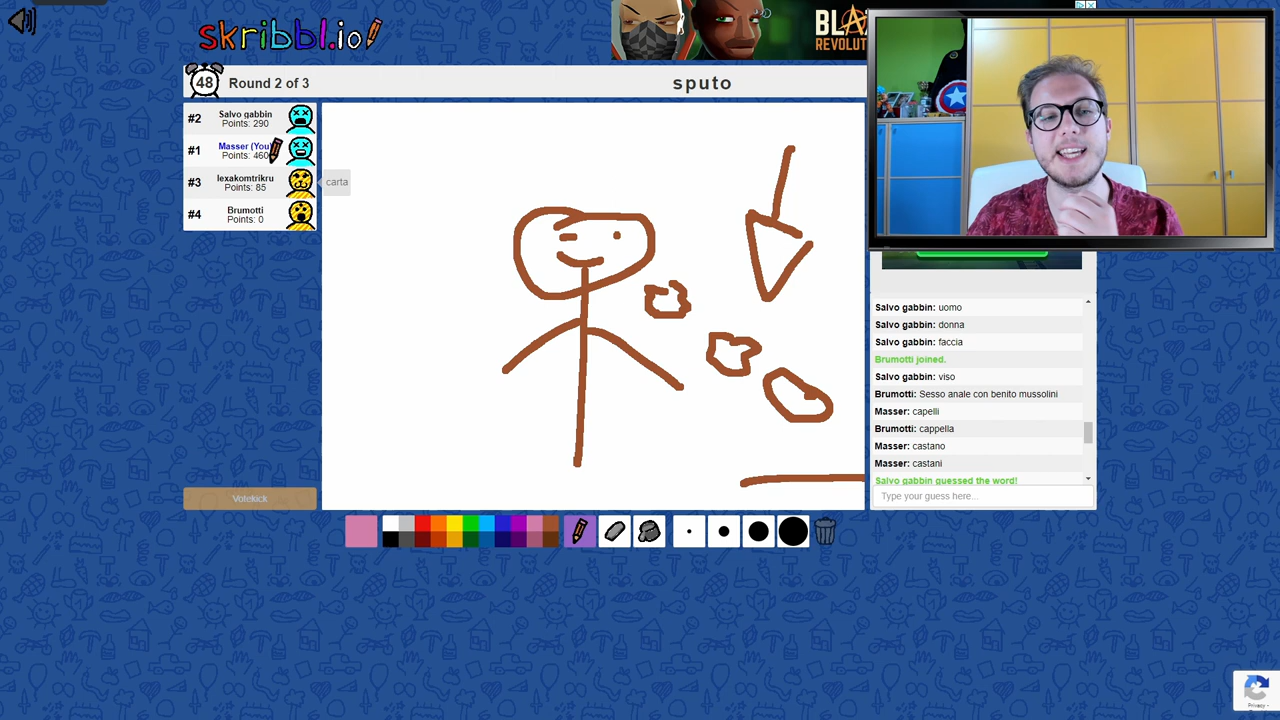 skribbl.io
BLA
REVOLUT
48
Round 2 of 3
sputo
#2
Salvo gabbin
Points: 290
#1
Masser (You)
Points: 460
#3
lexakomtrikru
Points: 85
carta
#4
Brumotti
Points: 0
Salvo gabbin: uomo
Salvo gabbin: donna
Salvo gabbin: faccia
Brumotti joined.
Salvo gabbin: viso
Brumotti: Sesso anale con benito mussolini
Masser: capelli
Brumotti: cappella
Masser: castano
Masser: castani
Salvo gabbin guessed the word!
Type your guess here...
Votekick
Privacy -